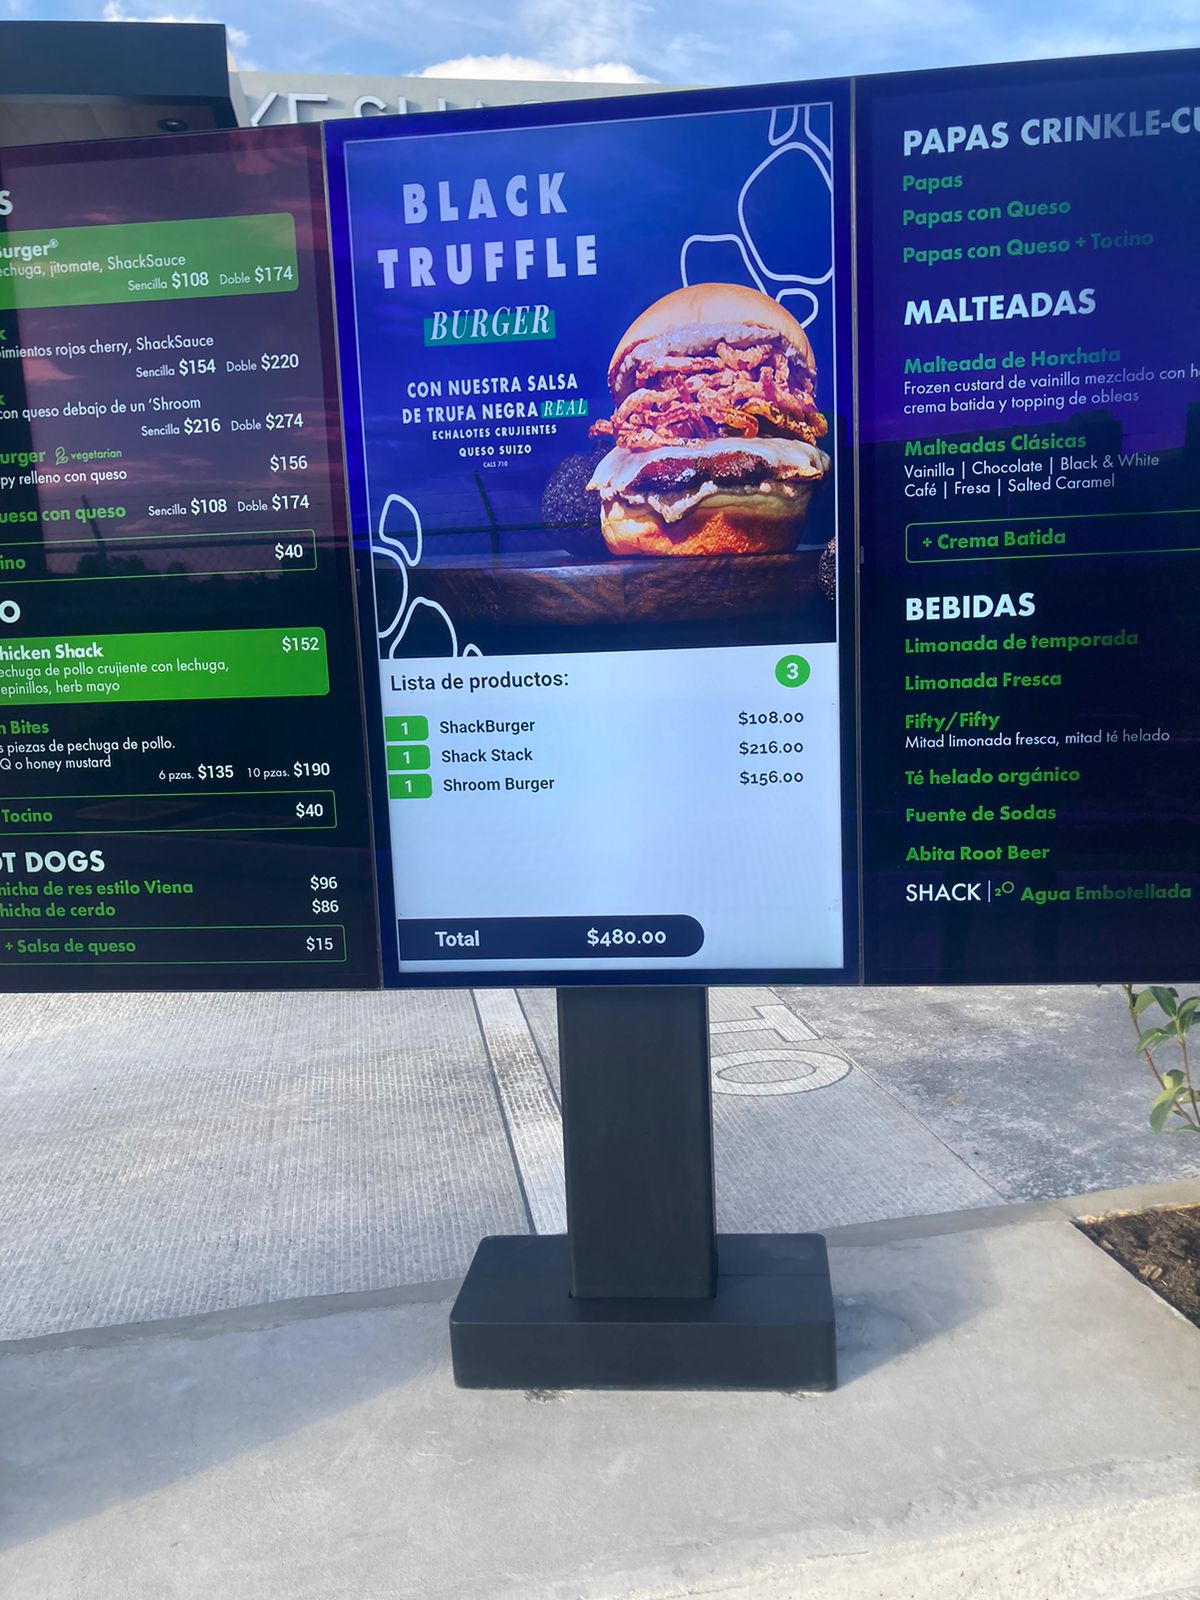 KE SHAC
S
Burger®
echuga, jitomate, ShackSauce
Sencilla $108 Doble $174
k
pimientos rojos cherry, ShackSauce
Sencilla $154 Doble $220
k
con queso debajo de un ‘Shroom
Sencilla $216 Doble $274
urger vegetarian
$156
py relleno con queso
uesa con queso Sencilla $108 Doble $174
ino $40
O
hicken Shack $152
echuga de pollo crujiente con lechuga,
epinillos, herb mayo
n Bites
s piezas de pechuga de pollo.
Q o honey mustard
6 pzas. $135 10 pzas. $190
Tocino $40
OT DOGS
hicha de res estilo Viena $96
hicha de cerdo $86
+ Salsa de queso $15
BLACK
TRUFFLE
BURGER
CON NUESTRA SALSA
DE TRUFA NEGRA REAL
ECHALOTES CRUJIENTES
QUESO SUIZO
CALS 710
Lista de productos: 3
1 ShackBurger $108.00
1 Shack Stack $216.00
1 Shroom Burger $156.00
Total $480.00
PAPAS CRINKLE-CU
Papas
Papas con Queso
Papas con Queso + Tocino
MALTEADAS
Malteada de Horchata
Frozen custard de vainilla mezclado con h
crema batida y topping de obleas
Malteadas Clásicas
Vainilla | Chocolate | Black & White
Café | Fresa | Salted Caramel
+ Crema Batida
BEBIDAS
Limonada de temporada
Limonada Fresca
Fifty/Fifty
Mitad limonada fresca, mitad té helado
Té helado orgánico
Fuente de Sodas
Abita Root Beer
SHACK | 2O Agua Embotellada